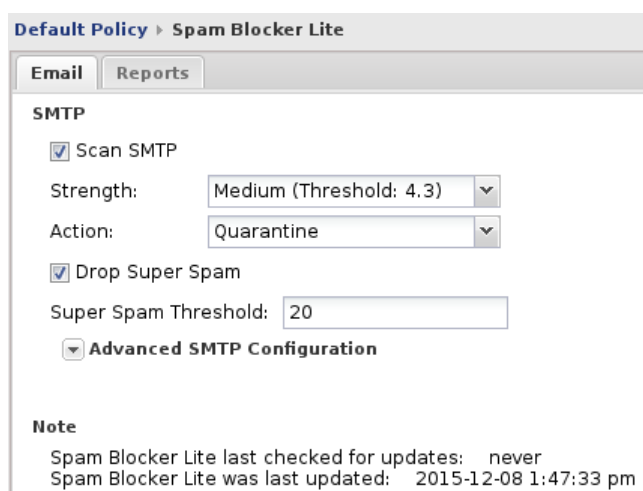 Default Policy ▸ Spam Blocker Lite
Email Reports
SMTP
Scan SMTP
Strength: Medium (Threshold: 4.3)
Action: Quarantine
Drop Super Spam
Super Spam Threshold: 20
Advanced SMTP Configuration
Note
Spam Blocker Lite last checked for updates: never
Spam Blocker Lite was last updated: 2015-12-08 1:47:33 pm